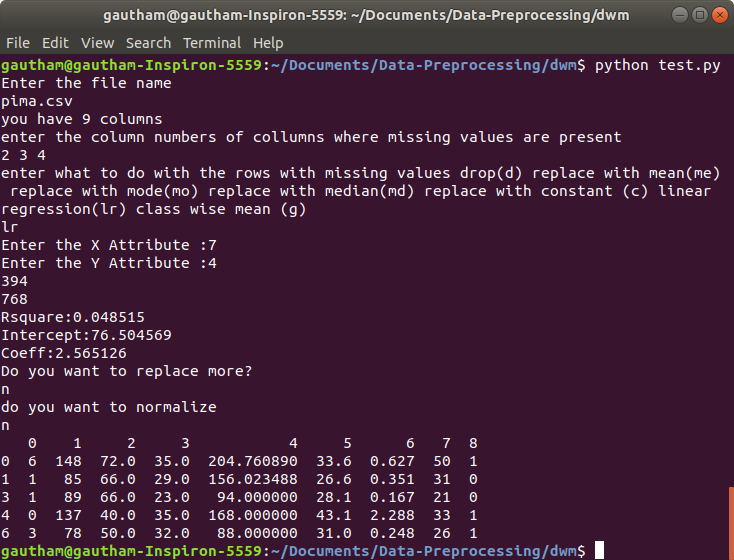 gautham@gautham-Inspiron-5559: ~/Documents/Data-Preprocessing/dwm
File Edit View Search Terminal Help
gautham@gautham-Inspiron-5559:~/Documents/Data-Preprocessing/dwm$ python test.py
Enter the file name
pima.csv
you have 9 columns
enter the column numbers of collumns where missing values are present
2 3 4
enter what to do with the rows with missing values drop(d) replace with mean(me)
 replace with mode(mo) replace with median(md) replace with constant (c) linear
regression(lr) class wise mean (g)
lr
Enter the X Attribute :7
Enter the Y Attribute :4
394
768
Rsquare:0.048515
Intercept:76.504569
Coeff:2.565126
Do you want to replace more?
n
do you want to normalize
n
   0    1     2     3           4     5      6   7  8
0  6  148  72.0  35.0  204.760890  33.6  0.627  50  1
1  1   85  66.0  29.0  156.023488  26.6  0.351  31  0
3  1   89  66.0  23.0   94.000000  28.1  0.167  21  0
4  0  137  40.0  35.0  168.000000  43.1  2.288  33  1
6  3   78  50.0  32.0   88.000000  31.0  0.248  26  1
gautham@gautham-Inspiron-5559:~/Documents/Data-Preprocessing/dwm$